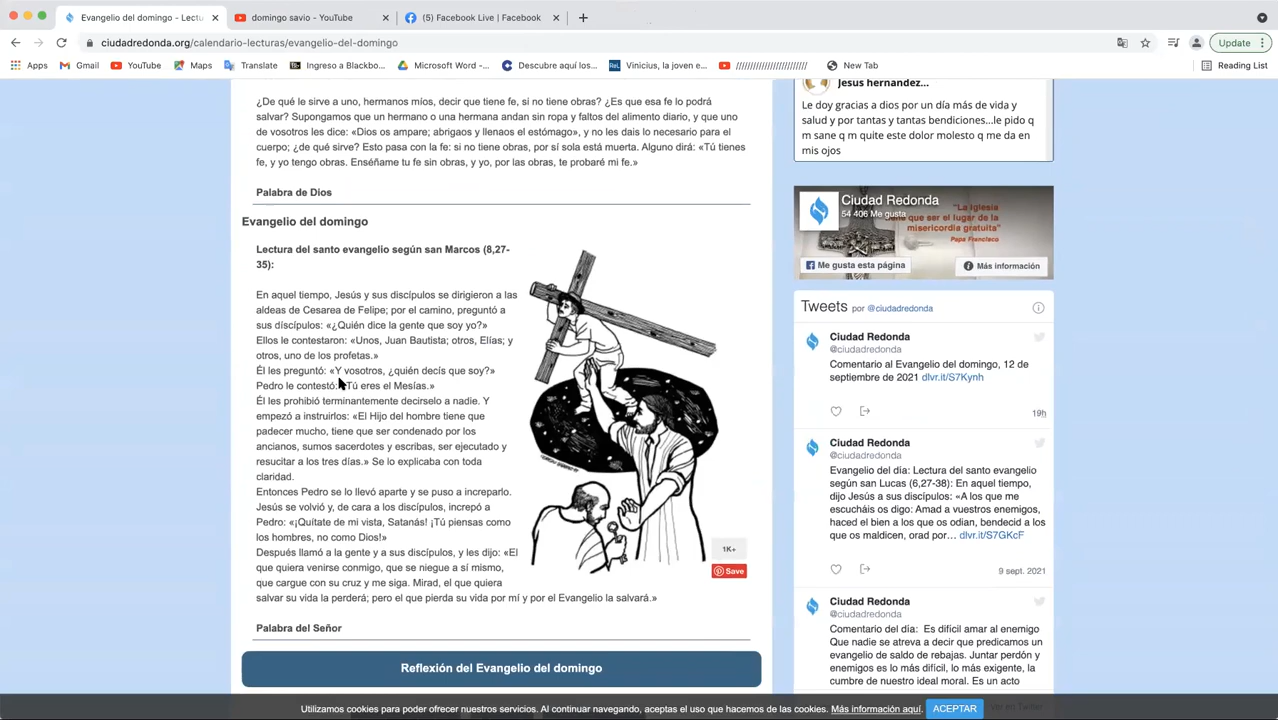 Evangelio del domingo - Lectu
domingo savio - YouTube
(5) Facebook Live | Facebook
ciudadredonda.org/calendario-lecturas/evangelio-del-domingo
Update
Apps
Gmail
YouTube
Maps
Translate
Ingreso a Blackbo...
Microsoft Word -...
Descubre aquí los...
Vinicius, la joven e...
New Tab
Reading List
¿De qué le sirve a uno, hermanos míos, decir que tiene fe, si no tiene obras? ¿Es que esa fe lo podrá
salvar? Supongamos que un hermano o una hermana andan sin ropa y faltos del alimento diario, y que uno
de vosotros les dice: «Dios os ampare; abrigaos y llenaos el estómago», y no les dais lo necesario para el
cuerpo; ¿de qué sirve? Esto pasa con la fe: si no tiene obras, por sí sola está muerta. Alguno dirá: «Tú tienes
fe, y yo tengo obras. Enséñame tu fe sin obras, y yo, por las obras, te probaré mi fe.»
Palabra de Dios
Evangelio del domingo
Lectura del santo evangelio según san Marcos (8,27-
35):
En aquel tiempo, Jesús y sus discípulos se dirigieron a las
aldeas de Cesarea de Felipe; por el camino, preguntó a
sus discípulos: «¿Quién dice la gente que soy yo?»
Ellos le contestaron: «Unos, Juan Bautista; otros, Elías; y
otros, uno de los profetas.»
Él les preguntó: «Y vosotros, ¿quién decís que soy?»
Pedro le contestó: «Tú eres el Mesías.»
Él les prohibió terminantemente decirselo a nadie. Y
empezó a instruirlos: «El Hijo del hombre tiene que
padecer mucho, tiene que ser condenado por los
ancianos, sumos sacerdotes y escribas, ser ejecutado y
resucitar a los tres días.» Se lo explicaba con toda
claridad.
Entonces Pedro se lo llevó aparte y se puso a increparlo.
Jesús se volvió y, de cara a los discípulos, increpó a
Pedro: «¡Quítate de mi vista, Satanás! ¡Tú piensas como
los hombres, no como Dios!»
Después llamó a la gente y a sus discípulos, y les dijo: «El
que quiera venirse conmigo, que se niegue a sí mismo,
que cargue con su cruz y me siga. Mirad, el que quiera
salvar su vida la perderá; pero el que pierda su vida por mí y por el Evangelio la salvará.»
1K+
Save
Palabra del Señor
Reflexión del Evangelio del domingo
Jesus hernandez...
Le doy gracias a dios por un día más de vida y
salud y por tantas y tantas bendiciones...le pido q
m sane q m quite este dolor molesto q me da en
mis ojos
Ciudad Redonda
54 406 Me gusta
"La Iglesia
tiene que ser el lugar de la
misericordia gratuita"
Papa Francisco
Me gusta esta página
Más información
Tweets por @ciudadredonda
Ciudad Redonda
@ciudadredonda
Comentario al Evangelio del domingo, 12 de
septiembre de 2021 dlvr.it/S7Kynh
19h
Ciudad Redonda
@ciudadredonda
Evangelio del día: Lectura del santo evangelio
según san Lucas (6,27-38): En aquel tiempo,
dijo Jesús a sus discípulos: «A los que me
escucháis os digo: Amad a vuestros enemigos,
haced el bien a los que os odian, bendecid a los
que os maldicen, orad por… dlvr.it/S7GKcF
9 sept. 2021
Ciudad Redonda
@ciudadredonda
Comentario del día: Es difícil amar al enemigo
Que nadie se atreva a decir que predicamos un
evangelio de saldo de rebajas. Juntar perdón y
enemigos es lo más difícil, lo más exigente, la
cumbre de nuestro ideal moral. Es un acto
Ver en Twitter
Utilizamos cookies para poder ofrecer nuestros servicios. Al continuar navegando, aceptas el uso que hacemos de las cookies. Más información aquí.
ACEPTAR